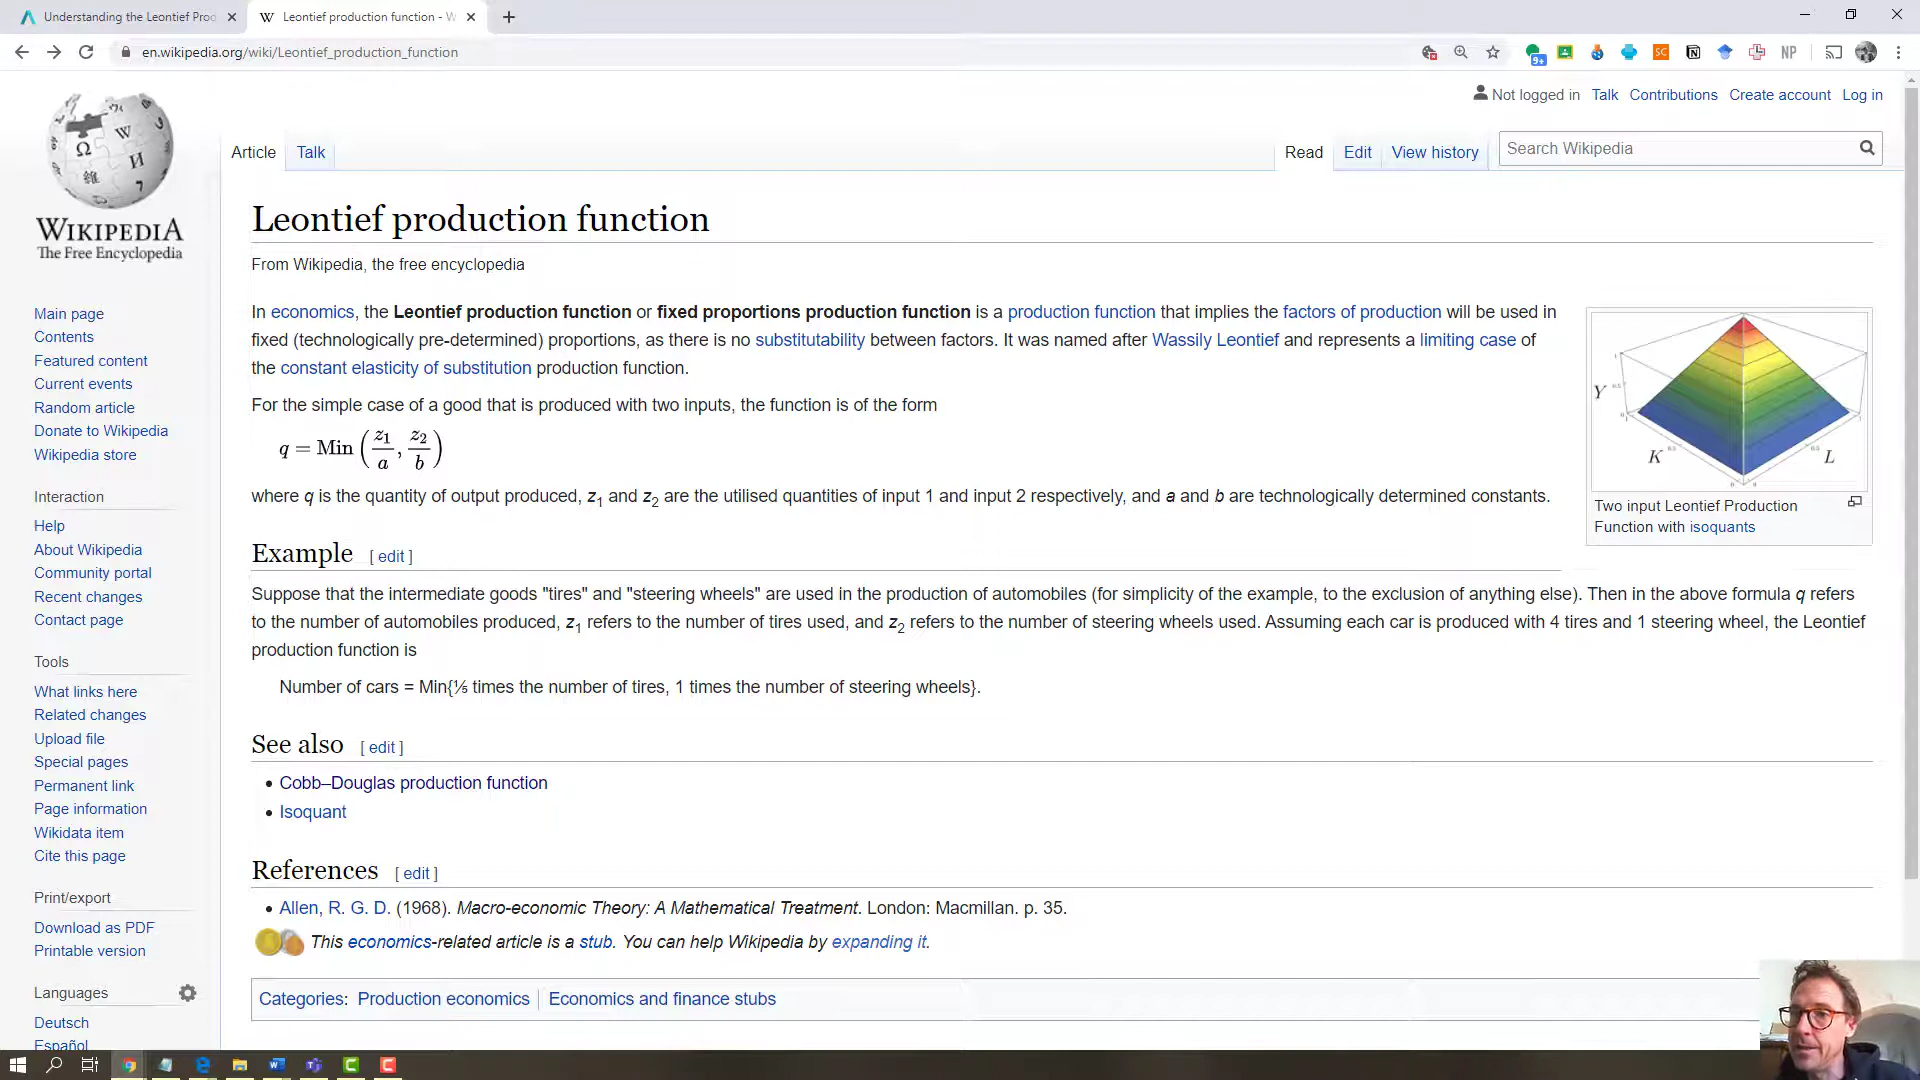 Understanding the Leontief Prod
Leontief production function - W
en.wikipedia.org/wiki/Leontief_production_function
9+
SC
NP
Not logged in Talk Contributions Create account Log in
Article Talk
Read Edit View history
Search Wikipedia
WIKIPEDIA
The Free Encyclopedia
Main page
Contents
Featured content
Current events
Random article
Donate to Wikipedia
Wikipedia store
Interaction
Help
About Wikipedia
Community portal
Recent changes
Contact page
Tools
What links here
Related changes
Upload file
Special pages
Permanent link
Page information
Wikidata item
Cite this page
Print/export
Download as PDF
Printable version
Languages
Deutsch
Español
Leontief production function
From Wikipedia, the free encyclopedia
In economics, the Leontief production function or fixed proportions production function is a production function that implies the factors of production will be used in
fixed (technologically pre-determined) proportions, as there is no substitutability between factors. It was named after Wassily Leontief and represents a limiting case of
the constant elasticity of substitution production function.
For the simple case of a good that is produced with two inputs, the function is of the form
q = Min (z1/a, z2/b)
where q is the quantity of output produced, z1 and z2 are the utilised quantities of input 1 and input 2 respectively, and a and b are technologically determined constants.
Y
K
L
Two input Leontief Production
Function with isoquants
Example [ edit ]
Suppose that the intermediate goods "tires" and "steering wheels" are used in the production of automobiles (for simplicity of the example, to the exclusion of anything else). Then in the above formula q refers
to the number of automobiles produced, z1 refers to the number of tires used, and z2 refers to the number of steering wheels used. Assuming each car is produced with 4 tires and 1 steering wheel, the Leontief
production function is
Number of cars = Min{⅕ times the number of tires, 1 times the number of steering wheels}.
See also [ edit ]
• Cobb–Douglas production function
• Isoquant
References [ edit ]
• Allen, R. G. D. (1968). Macro-economic Theory: A Mathematical Treatment. London: Macmillan. p. 35.
This economics-related article is a stub. You can help Wikipedia by expanding it.
Categories: Production economics | Economics and finance stubs